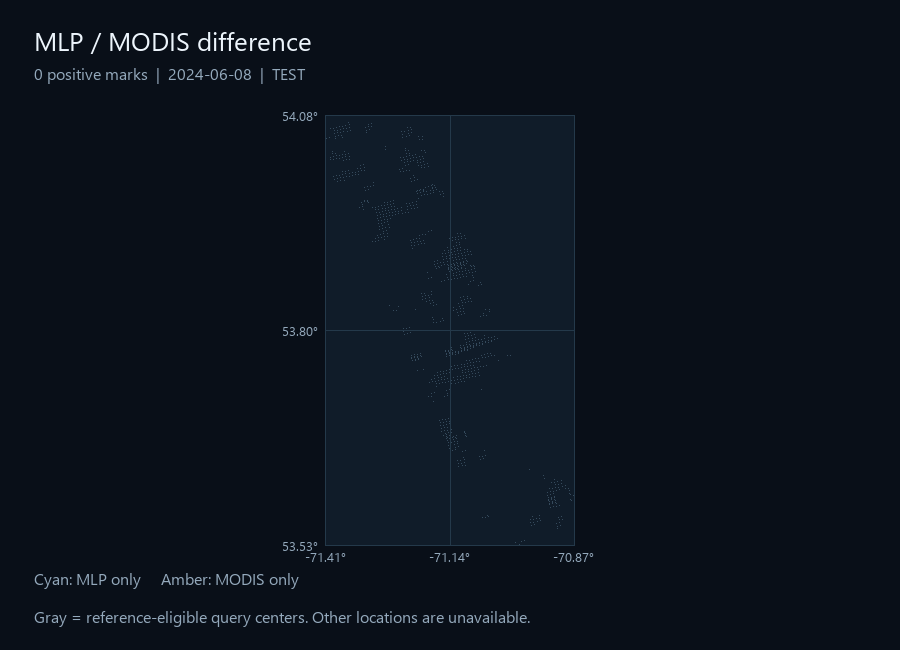 MLP / MODIS difference
0 positive marks | 2024-06-08 | TEST
54.08°
53.80°
53.53°
-71.41° -71.14° -70.87°
Cyan: MLP only Amber: MODIS only
Gray = reference-eligible query centers. Other locations are unavailable.